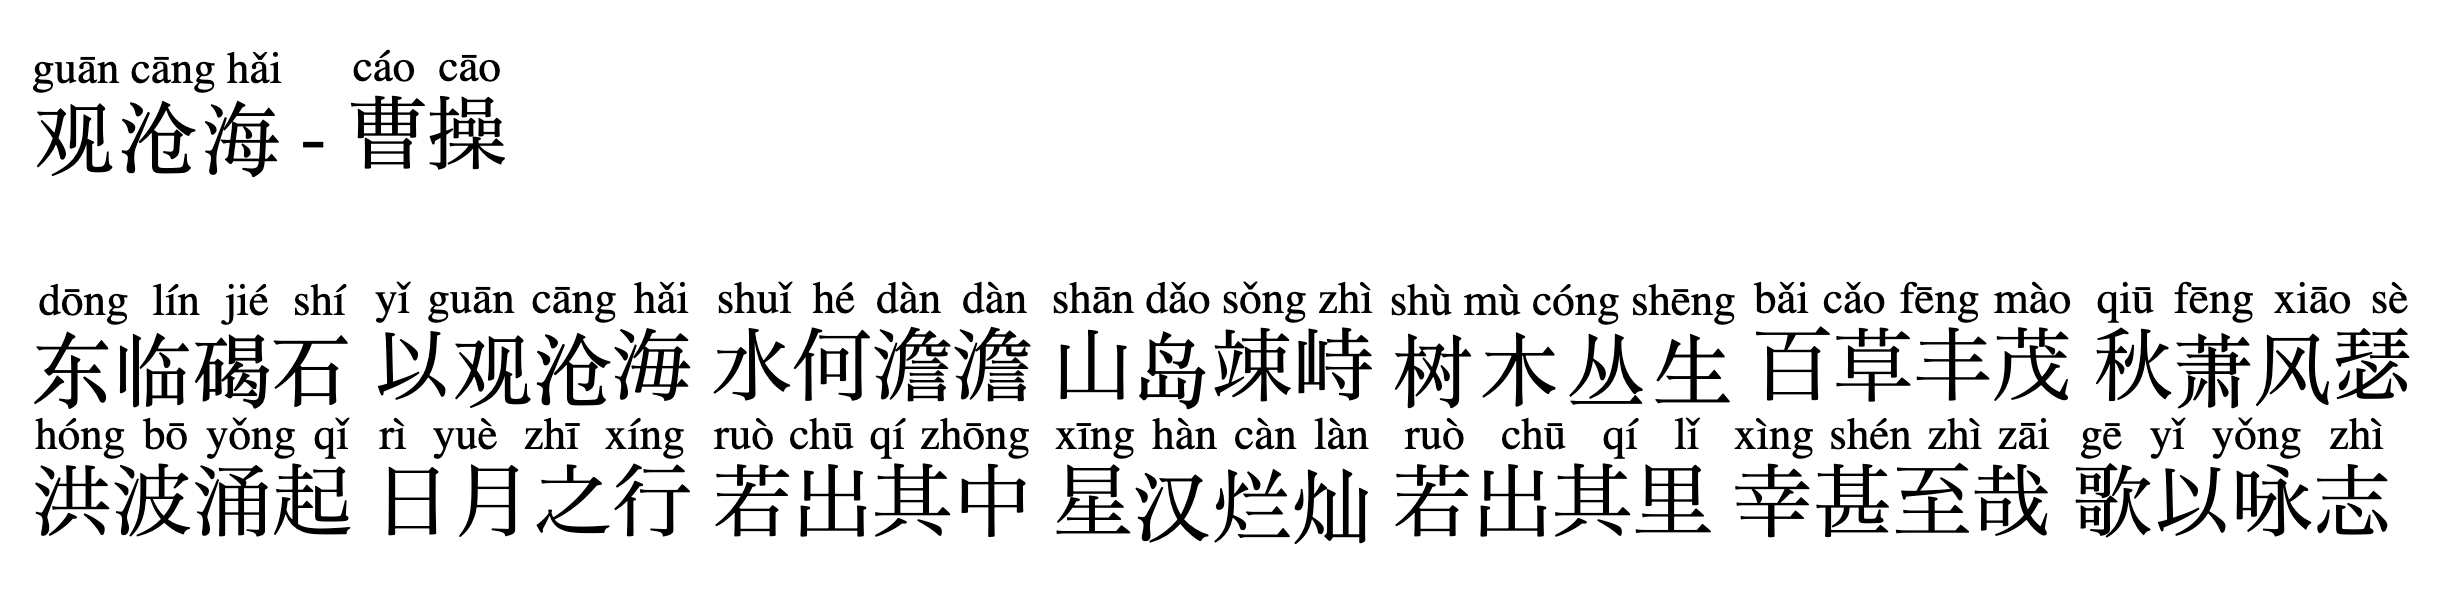 guān cāng hǎi cáo cāo
观沧海 - 曹操
dōng lín jié shí yǐ guān cāng hǎi shuǐ hé dàn dàn shān dǎo sǒng zhì shù mù cóng shēng bǎi cǎo fēng mào qiū fēng xiāo sè
东临碣石 以观沧海 水何澹澹 山岛竦峙 树木丛生 百草丰茂 秋萧风瑟
hóng bō yǒng qǐ rì yuè zhī xíng ruò chū qí zhōng xīng hàn càn làn ruò chū qí lǐ xìng shén zhì zāi gē yǐ yǒng zhì
洪波涌起 日月之行 若出其中 星汉烂灿 若出其里 幸甚至哉 歌以咏志